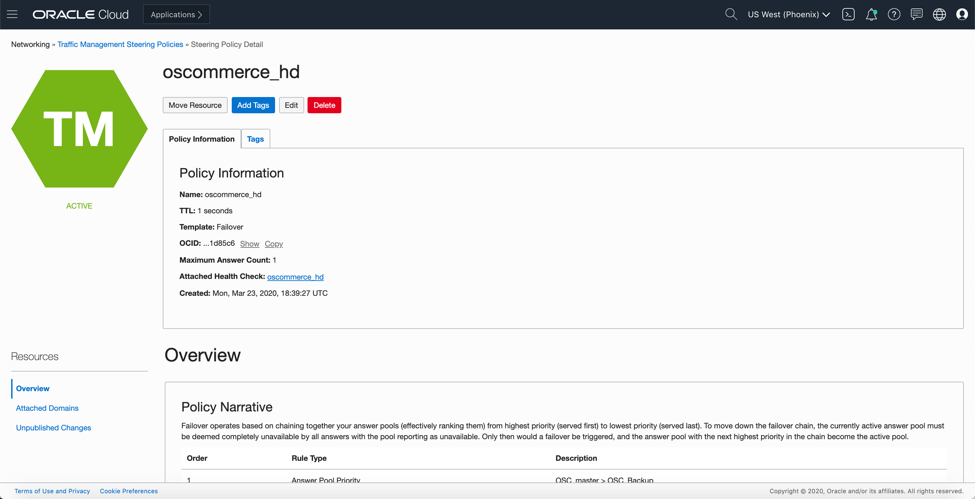 ORACLE Cloud
Applications
US West (Phoenix)
Networking » Traffic Management Steering Policies » Steering Policy Detail
TM
ACTIVE
oscommerce_hd
Move Resource
Add Tags
Edit
Delete
Policy Information
Tags
Policy Information
Name: oscommerce_hd
TTL: 1 seconds
Template: Failover
OCID: ...1d85c6 Show Copy
Maximum Answer Count: 1
Attached Health Check: oscommerce_hd
Created: Mon, Mar 23, 2020, 18:39:27 UTC
Resources
Overview
Attached Domains
Unpublished Changes
Overview
Policy Narrative
Failover operates based on chaining together your answer pools (effectively ranking them) from highest priority (served first) to lowest priority (served last). To move down the failover chain, the currently active answer pool must
be deemed completely unavailable by all answers with the pool reporting as unavailable. Only then would a failover be triggered, and the answer pool with the next highest priority in the chain become the active pool.
Order Rule Type Description
1 Answer Pool Priority OSC_master > OSC_Backup
Terms of Use and Privacy Cookie Preferences
Copyright © 2020, Oracle and/or its affiliates. All rights reserved.